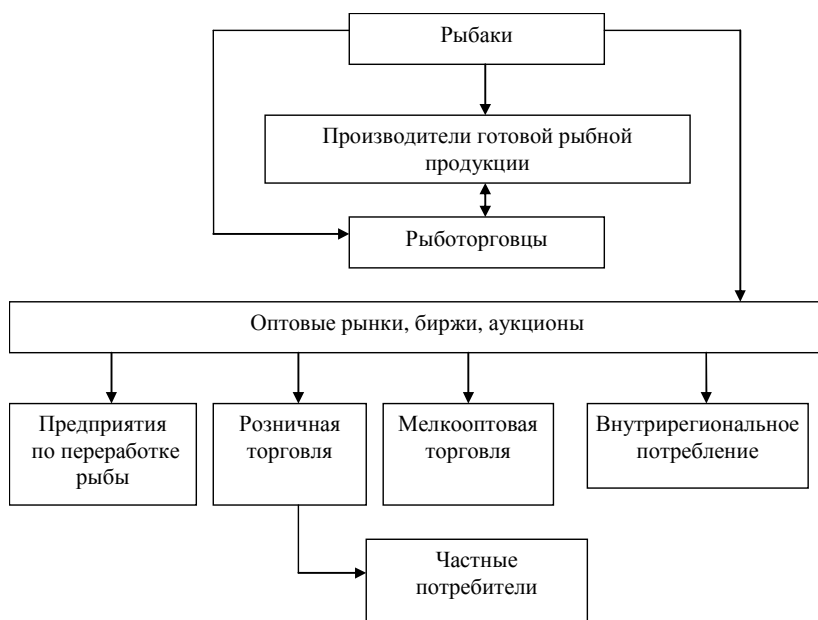 Рыбаки
Производители готовой рыбной
продукции
Рыботорговцы
Оптовые рынки, биржи, аукционы
Предприятия
по переработке
рыбы
Розничная
торговля
Мелкооптовая
торговля
Внутрирегиональное
потребление
Частные
потребители